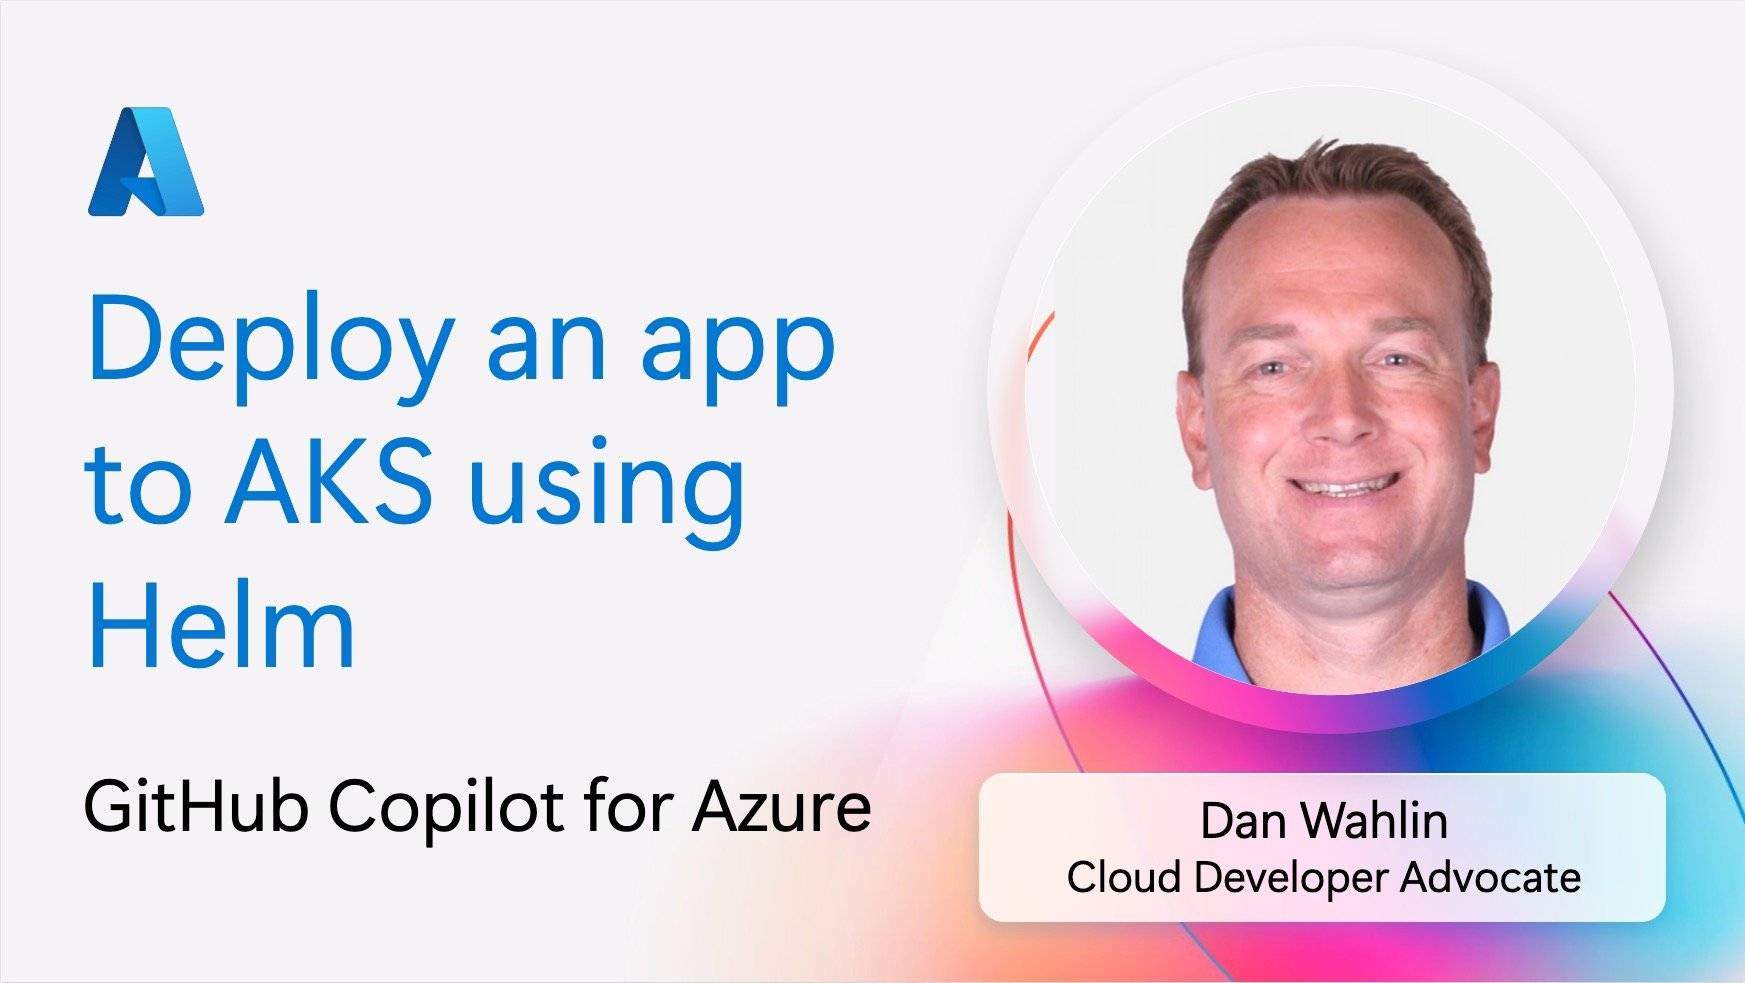 Deploy an app
to AKS using
Helm
GitHub Copilot for Azure
Dan Wahlin
Cloud Developer Advocate